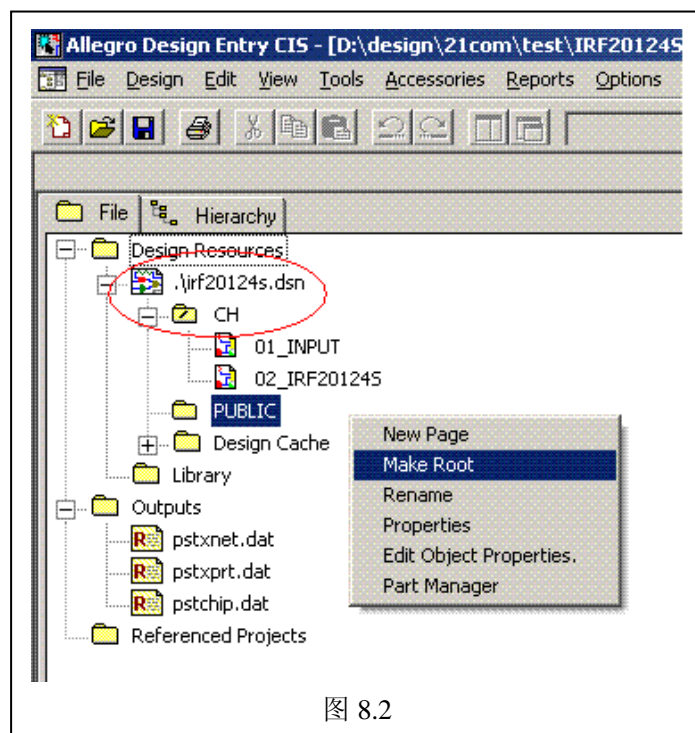 Allegro Design Entry CIS - [D:\design\21com\test\IRF20124S
File Design Edit View Tools Accessories Reports Options
File Hierarchy
Design Resources
.\irf20124s.dsn
CH
01_INPUT
02_IRF20124S
PUBLIC
Design Cache
Library
Outputs
pstxnet.dat
pstxprt.dat
pstchip.dat
Referenced Projects
New Page
Make Root
Rename
Properties
Edit Object Properties.
Part Manager
图 8.2